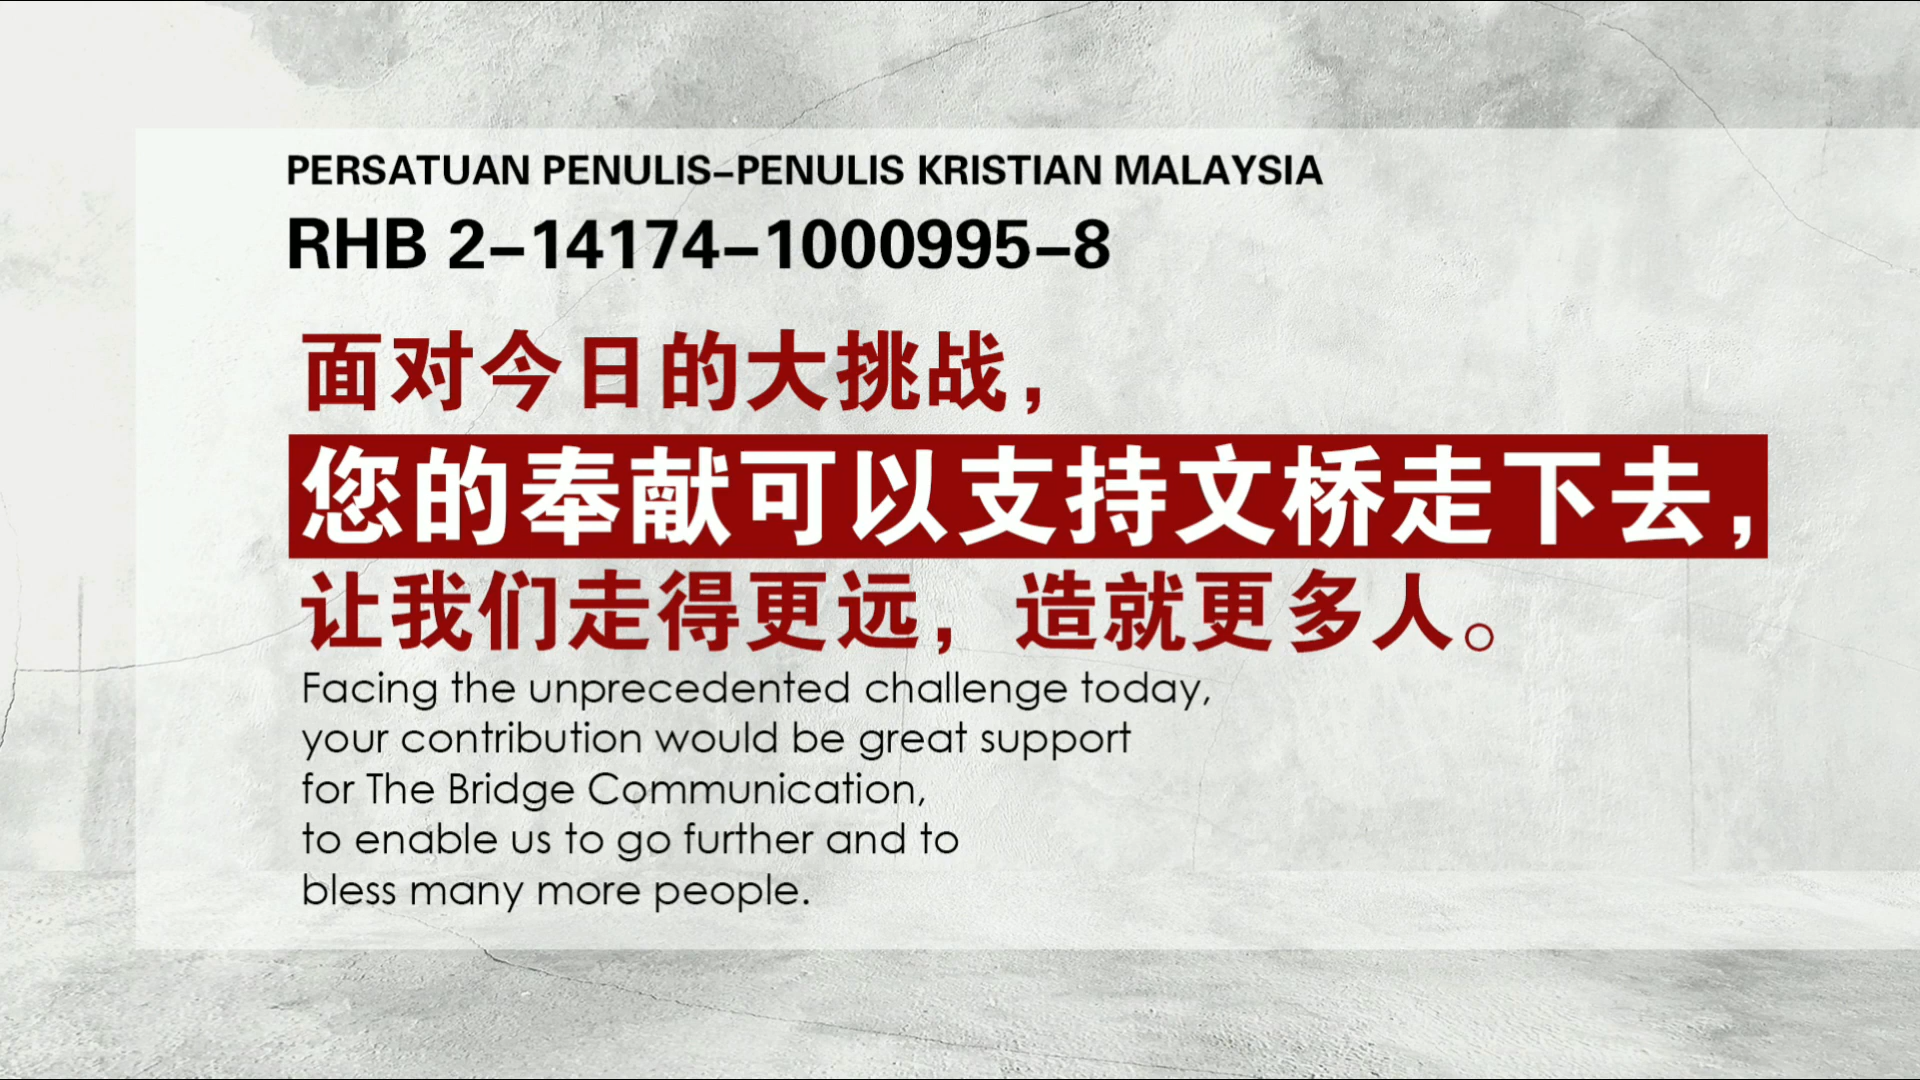 PERSATUAN PENULIS-PENULIS KRISTIAN MALAYSIA
RHB 2-14174-1000995-8
面对今日的大挑战，
您的奉献可以支持文桥走下去，
让我们走得更远，造就更多人。
Facing the unprecedented challenge today,
your contribution would be great support
for The Bridge Communication,
to enable us to go further and to
bless many more people.